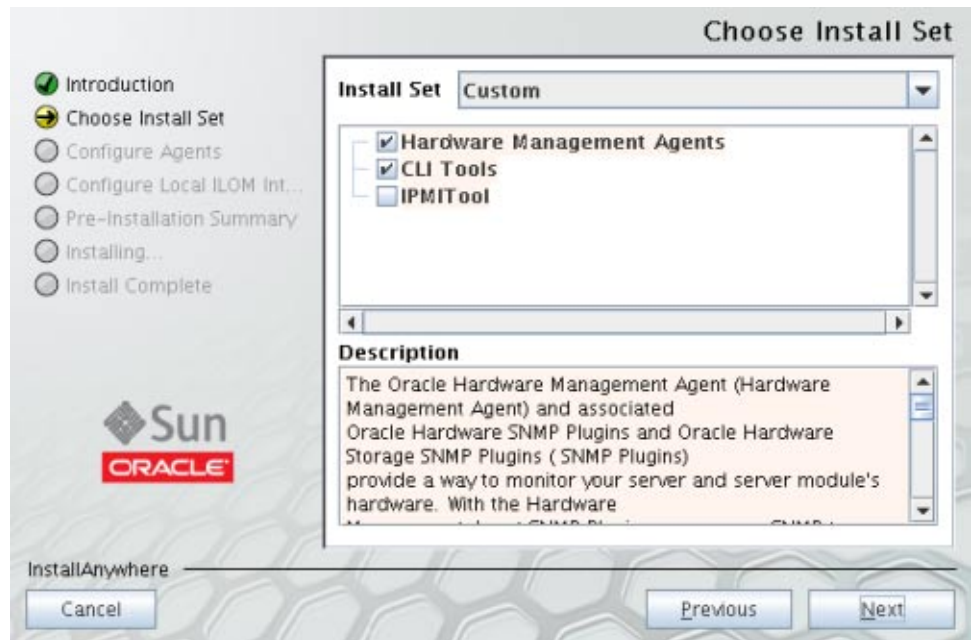 Choose Install Set
Introduction
Choose Install Set
Configure Agents
Configure Local ILOM Int...
Pre-Installation Summary
Installing...
Install Complete
Sun
ORACLE
Install Set Custom
Hardware Management Agents
CLI Tools
IPMITool
Description
The Oracle Hardware Management Agent (Hardware
Management Agent) and associated
Oracle Hardware SNMP Plugins and Oracle Hardware
Storage SNMP Plugins ( SNMP Plugins)
provide a way to monitor your server and server module's
hardware. With the Hardware
InstallAnywhere
Cancel
Previous
Next